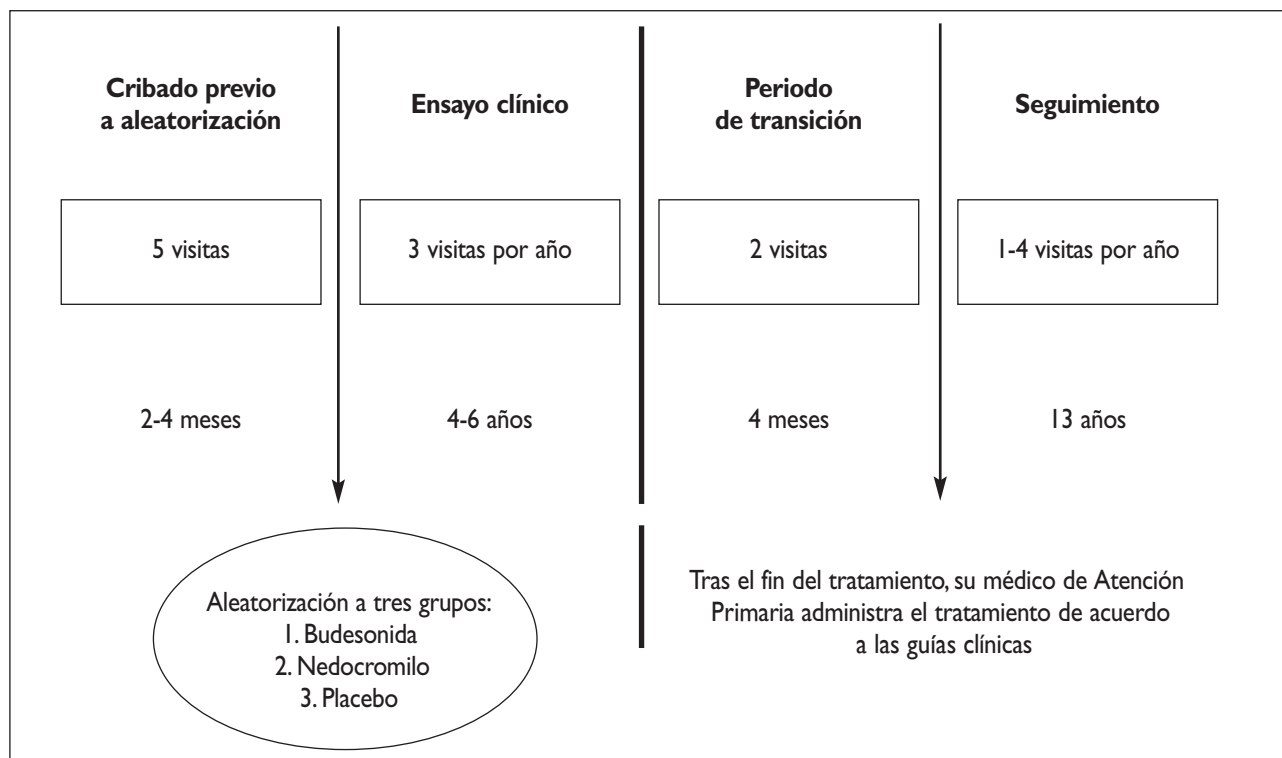 Cribado previo
a aleatorización
Ensayo clínico
Periodo
de transición
Seguimiento
5 visitas
3 visitas por año
2 visitas
1-4 visitas por año
2-4 meses
4-6 años
4 meses
13 años
Aleatorización a tres grupos:
1. Budesonida
2. Nedocromilo
3. Placebo
Tras el fin del tratamiento, su médico de Atención
Primaria administra el tratamiento de acuerdo
a las guías clínicas